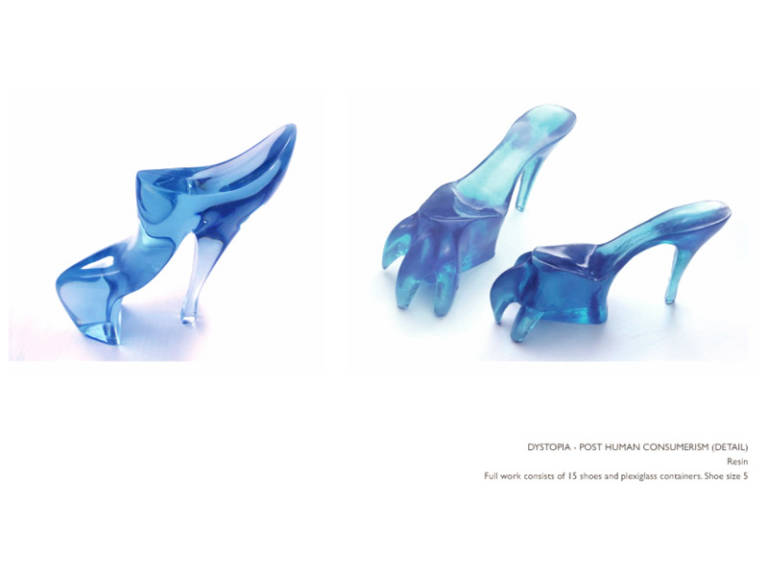 DYSTOPIA - POST HUMAN CONSUMERISM (DETAIL)
Resin
Full work consists of 15 shoes and plexiglass containers. Shoe size 5